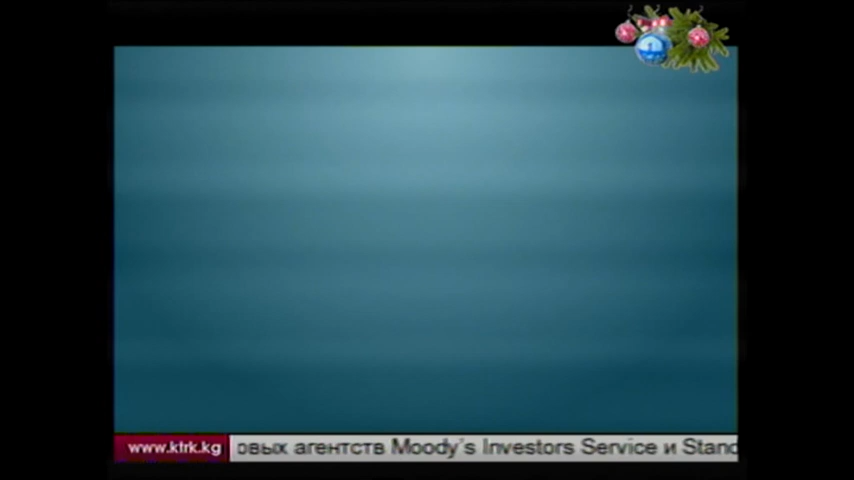 www.ktrk.kg
овых агентств Moody's Investors Service и Stand